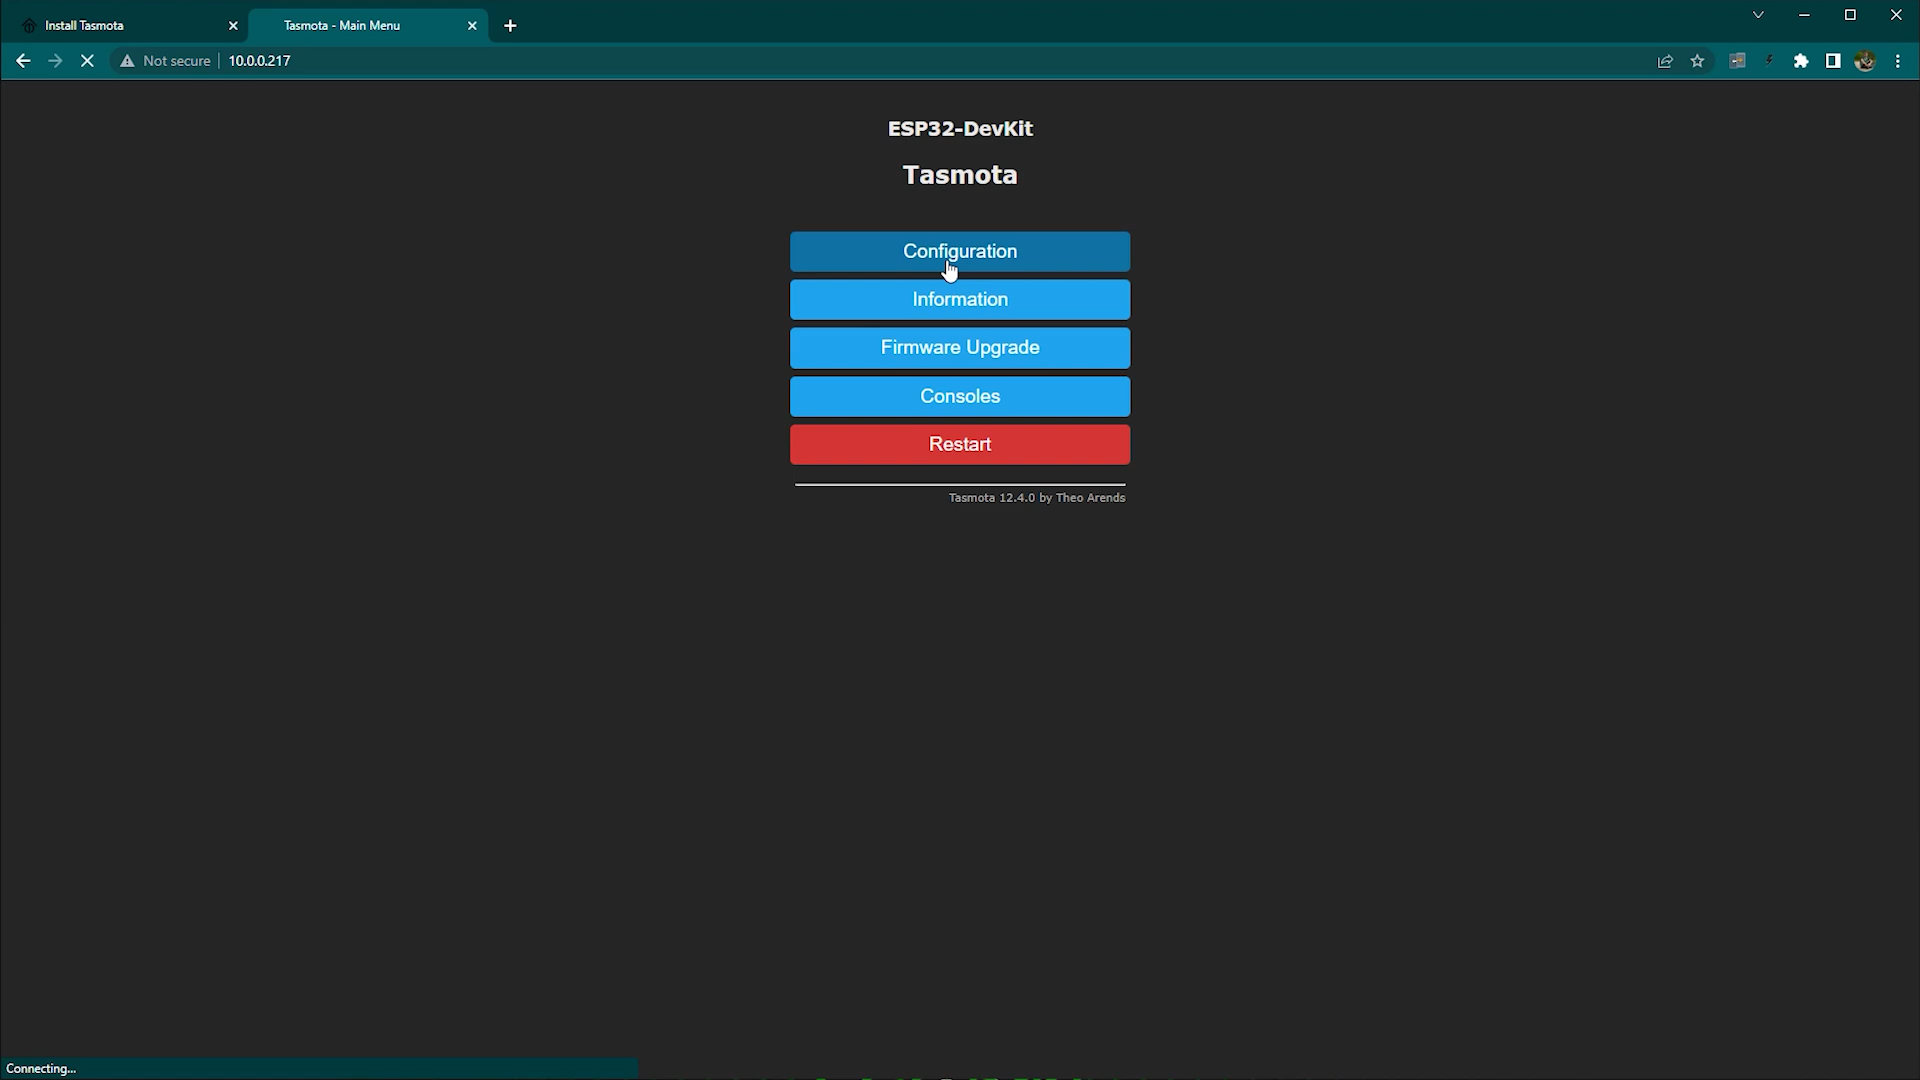 Install Tasmota
Tasmota - Main Menu
Not secure
10.0.0.217
ESP32-DevKit
Tasmota
Configuration
Information
Firmware Upgrade
Consoles
Restart
Tasmota 12.4.0 by Theo Arends
Connecting...